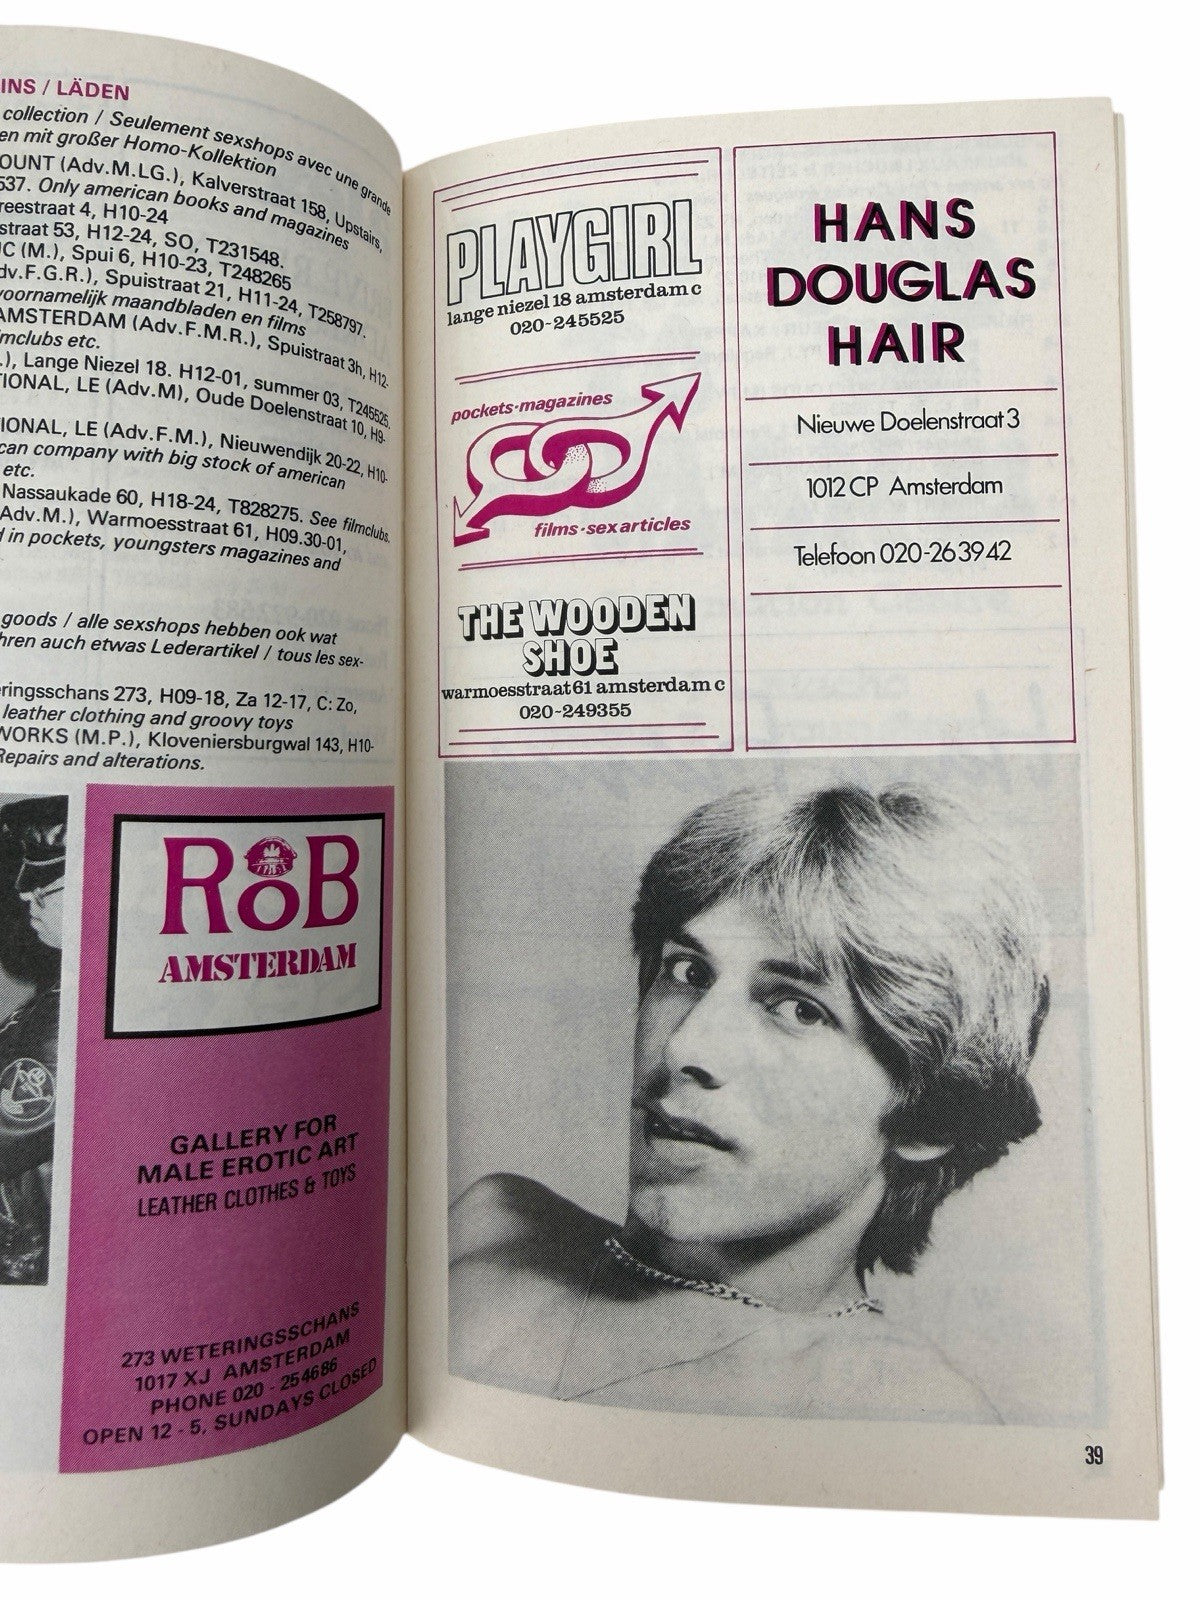 INS / LÄDEN
collection / Seulement sexshops avec une grande
en mit großer Homo-Kollektion
OUNT (Adv.M.LG.), Kalverstraat 158, Upstairs,
537. Only american books and magazines
reestraat 4, H10-24
straat 53, H12-24, SO, T231548.
IC (M.), Spui 6, H10-23, T248265
dv.F.G.R.), Spuistraat 21, H11-24, T258797.
voornamelijk maandbladen en films
AMSTERDAM (Adv.F.M.R.), Spuistraat 3h, H12-
mclubs etc.
.), Lange Niezel 18. H12-01, summer 03, T245525.
TIONAL, LE (Adv.M), Oude Doelenstraat 10, H9-
IONAL, LE (Adv.F.M.), Nieuwendijk 20-22, H10-
can company with big stock of american
etc.
Nassaukade 60, H18-24, T828275. See filmclubs.
Adv.M.), Warmoesstraat 61, H09.30-01,
d in pockets, youngsters magazines and
goods / alle sexshops hebben ook wat
hren auch etwas Lederartikel / tous les sex-
eringsschans 273, H09-18, Za 12-17, C: Zo,
leather clothing and groovy toys
WORKS (M.P.), Kloveniersburgwal 143, H10-
Repairs and alterations.
RoB
AMSTERDAM
GALLERY FOR
MALE EROTIC ART
LEATHER CLOTHES & TOYS
273 WETERINGSSCHANS
1017 XJ AMSTERDAM
PHONE 020 - 254686
OPEN 12 - 5, SUNDAYS CLOSED
PLAYGIRL
lange niezel 18 amsterdam c
020-245525
pockets·magazines
films·sex articles
THE WOODEN
SHOE
warmoesstraat 61 amsterdam c
020-249355
HANS
DOUGLAS
HAIR
Nieuwe Doelenstraat 3
1012 CP Amsterdam
Telefoon 020-26 39 42
39